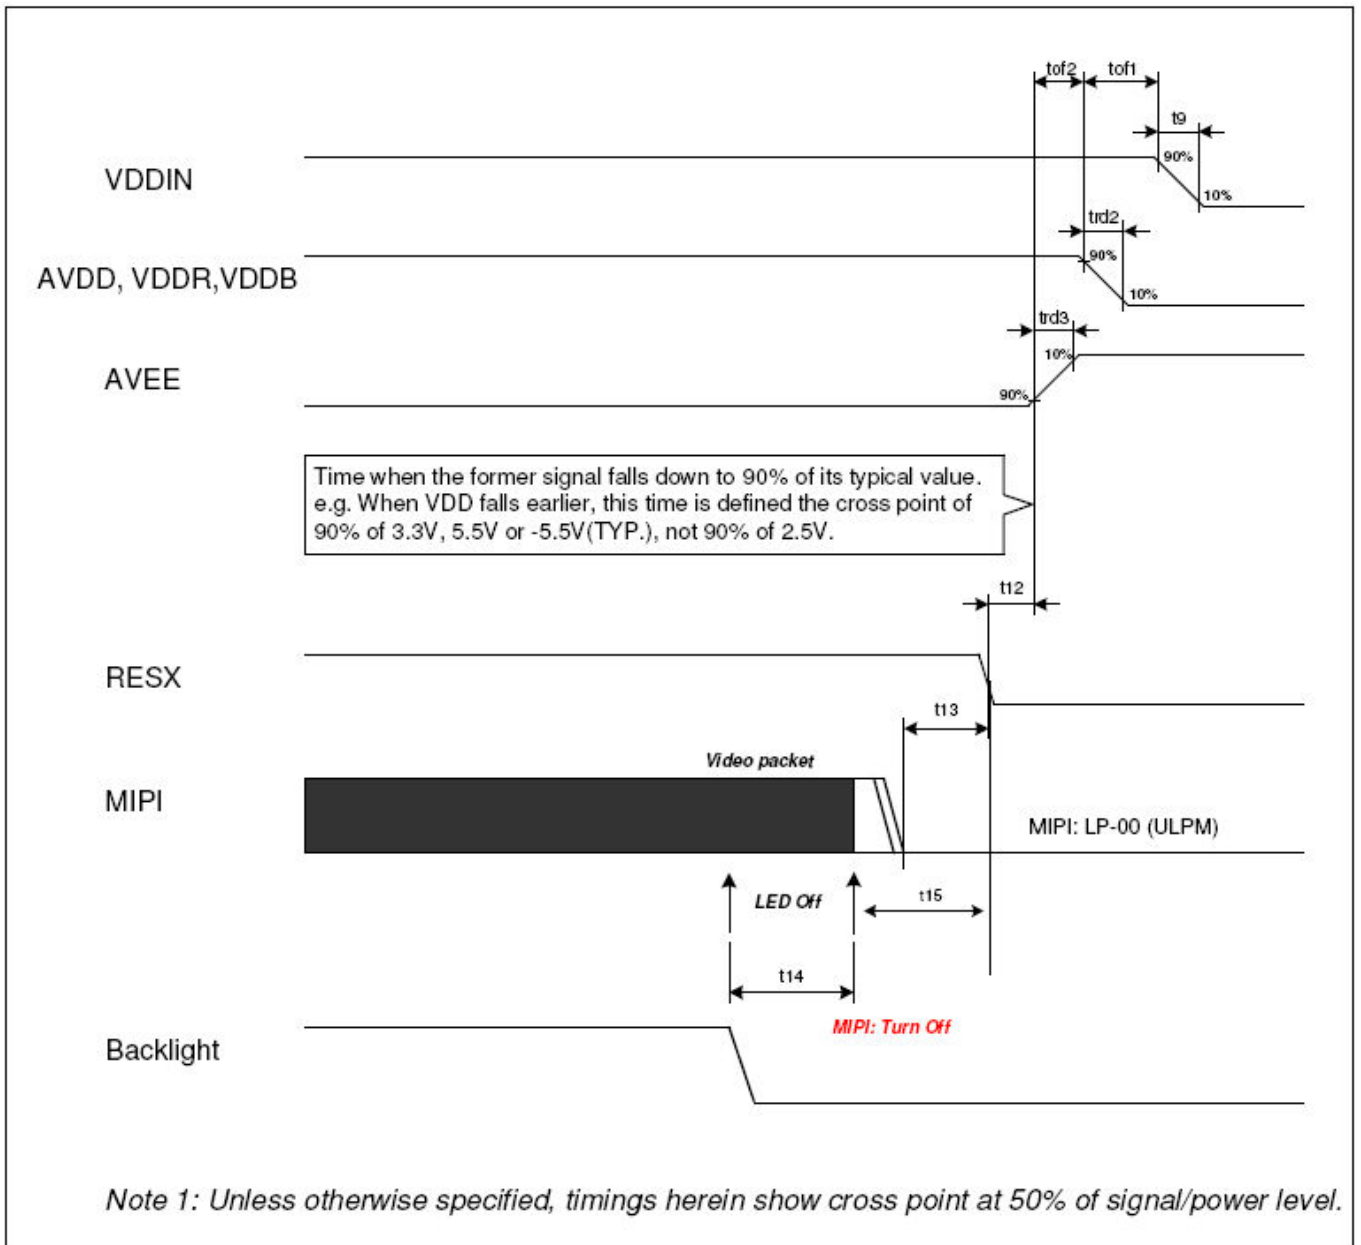 tof2 tof1
t9
VDDIN
90%
10%
trd2
AVDD, VDDR,VDDB
90%
10%
trd3
AVEE
10%
90%
Time when the former signal falls down to 90% of its typical value.
e.g. When VDD falls earlier, this time is defined the cross point of
90% of 3.3V, 5.5V or -5.5V(TYP.), not 90% of 2.5V.
t12
RESX
t13
Video packet
MIPI
MIPI: LP-00 (ULPM)
LED Off
t15
t14
MIPI: Turn Off
Backlight
Note 1: Unless otherwise specified, timings herein show cross point at 50% of signal/power level.